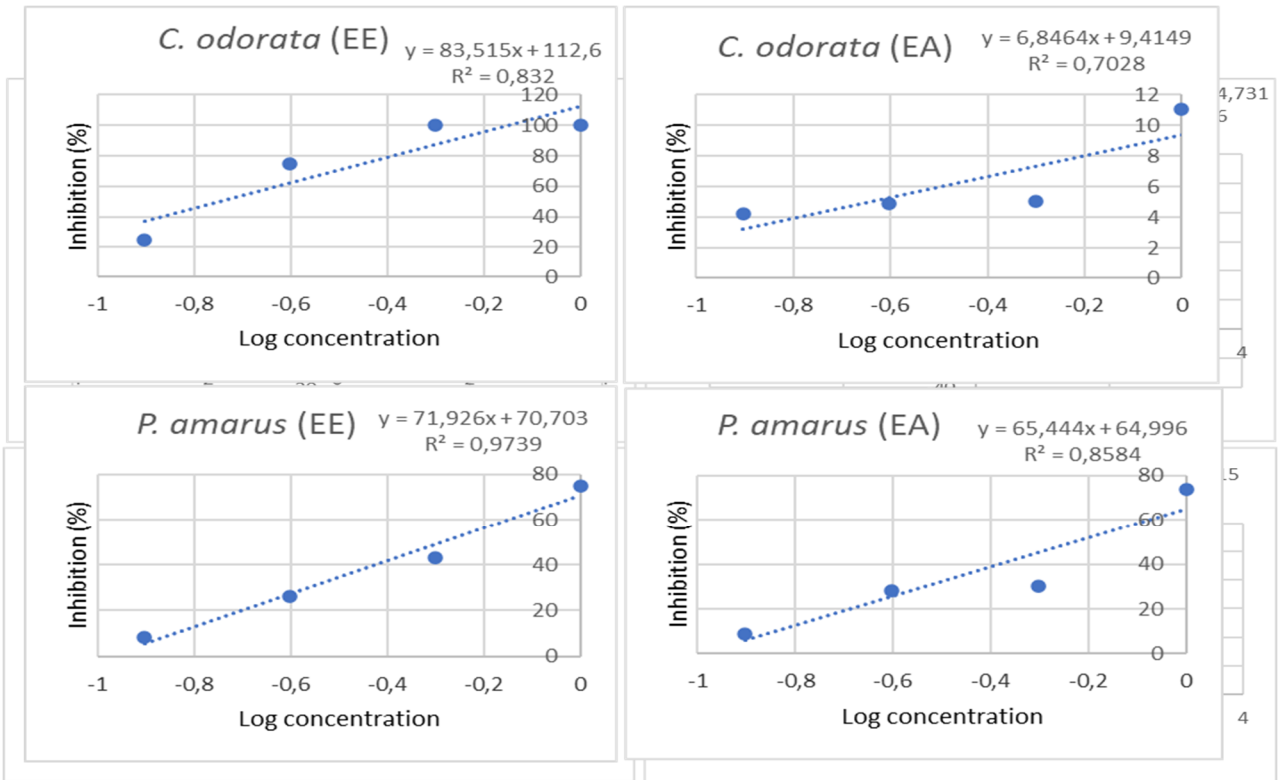 C. odorata (EE)
y = 83,515x + 112,6
R² = 0,832
120
100
80
60
40
20
0
Inhibition (%)
-1 -0,8 -0,6 -0,4 -0,2 0
Log concentration
C. odorata (EA)
y = 6,8464x + 9,4149
R² = 0,7028
12
10
8
6
4
2
0
Inhibition (%)
-1 -0,8 -0,6 -0,4 -0,2 0
Log concentration
4,731
6
4
P. amarus (EE)
y = 71,926x + 70,703
R² = 0,9739
80
60
40
20
0
Inhibition (%)
-1 -0,8 -0,6 -0,4 -0,2 0
Log concentration
P. amarus (EA)
y = 65,444x + 64,996
R² = 0,8584
80
60
40
20
0
Inhibition (%)
-1 -0,8 -0,6 -0,4 -0,2 0
Log concentration
15
4